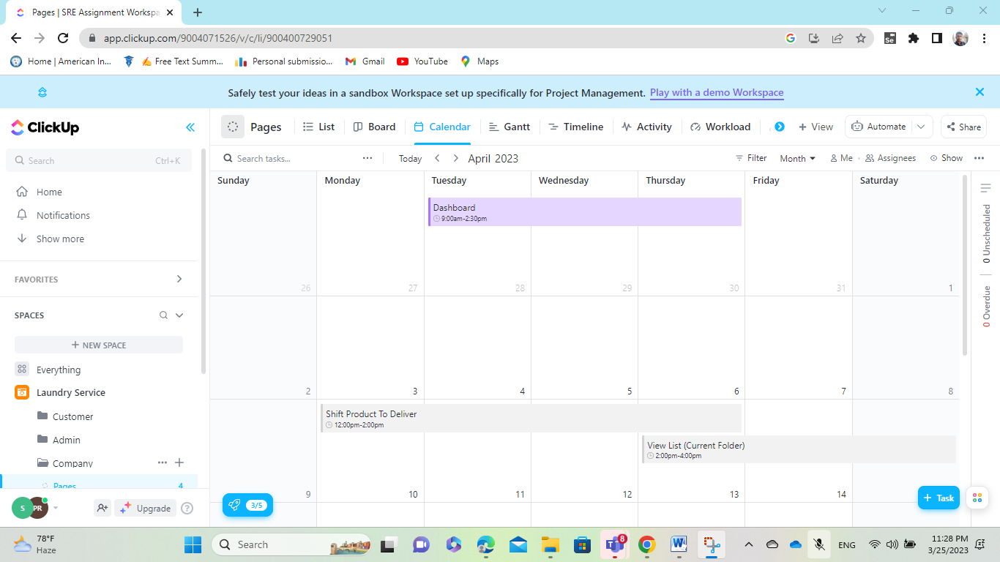 Pages | SRE Assignment Workspa
app.clickup.com/9004071526/v/c/li/900400729051
Se
Home | American In...
Free Text Summ...
Personal submissio...
Gmail
YouTube
Maps
Safely test your ideas in a sandbox Workspace set up specifically for Project Management. Play with a demo Workspace
ClickUp
Pages
List
Board
Calendar
Gantt
Timeline
Activity
Workload
+ View
Automate
Share
Search Ctrl+K
Search tasks...
Today
April 2023
Filter
Month
Me
Assignees
Show
Home
Notifications
Show more
FAVORITES
SPACES
+ NEW SPACE
Everything
Laundry Service
Customer
Admin
Company
Pages 4
S PR
Upgrade
Sunday Monday Tuesday Wednesday Thursday Friday Saturday
Dashboard
9:00am-2:30pm
26 27 28 29 30 31 1
2 3 4 5 6 7 8
Shift Product To Deliver
12:00pm-2:00pm
View List (Current Folder)
2:00pm-4:00pm
9 10 11 12 13 14
0 Unscheduled
0 Overdue
3/5
+ Task
78°F
Haze
Search
8
ENG
11:28 PM
3/25/2023